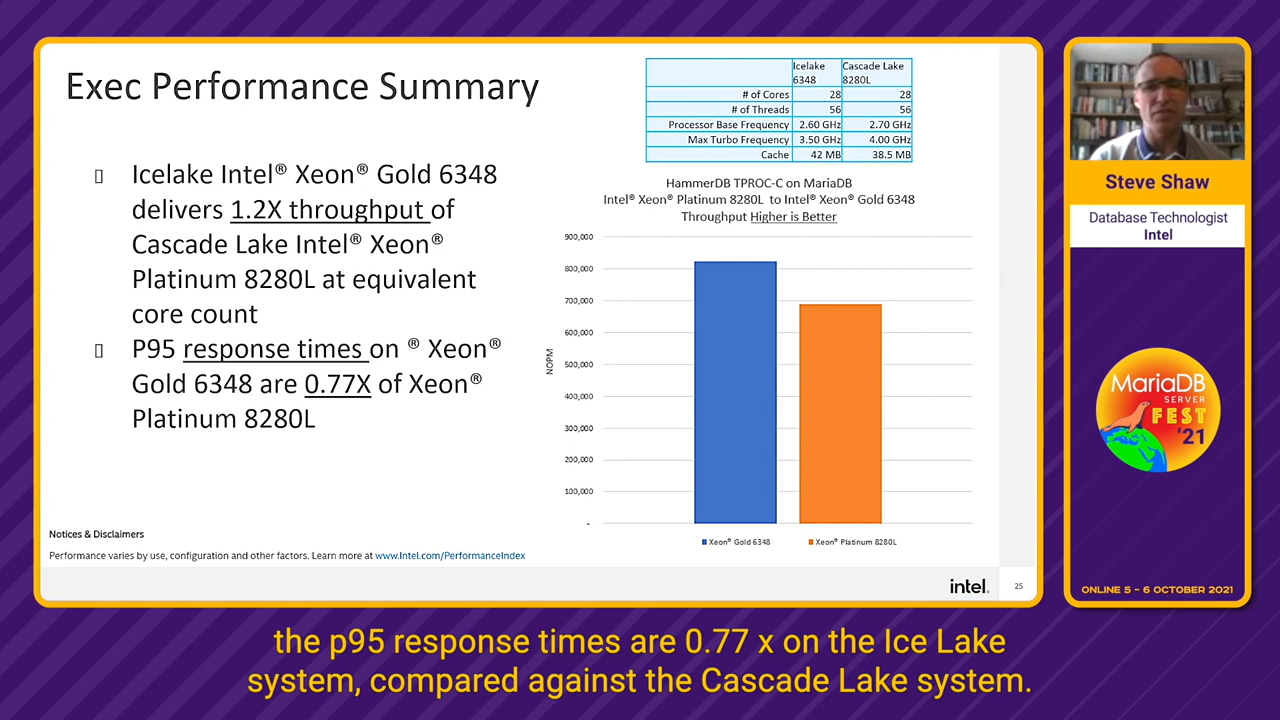 Exec Performance Summary
Icelake Intel® Xeon® Gold 6348
delivers 1.2X throughput of
Cascade Lake Intel® Xeon®
Platinum 8280L at equivalent
core count
P95 response times on ® Xeon®
Gold 6348 are 0.77X of Xeon®
Platinum 8280L
Icelake 6348 Cascade Lake 8280L
# of Cores 28 28
# of Threads 56 56
Processor Base Frequency 2.60 GHz 2.70 GHz
Max Turbo Frequency 3.50 GHz 4.00 GHz
Cache 42 MB 38.5 MB
HammerDB TPROC-C on MariaDB
Intel® Xeon® Platinum 8280L to Intel® Xeon® Gold 6348
Throughput Higher is Better
900,000
800,000
700,000
600,000
500,000
400,000
300,000
200,000
100,000
-
NOPM
Xeon® Gold 6348 Xeon® Platinum 8280L
Notices & Disclaimers
Performance varies by use, configuration and other factors. Learn more at www.Intel.com/PerformanceIndex
intel.
25
Steve Shaw
Database Technologist
Intel
MariaDB
SERVER
FEST
'21
ONLINE 5 - 6 OCTOBER 2021
the p95 response times are 0.77 x on the Ice Lake
system, compared against the Cascade Lake system.